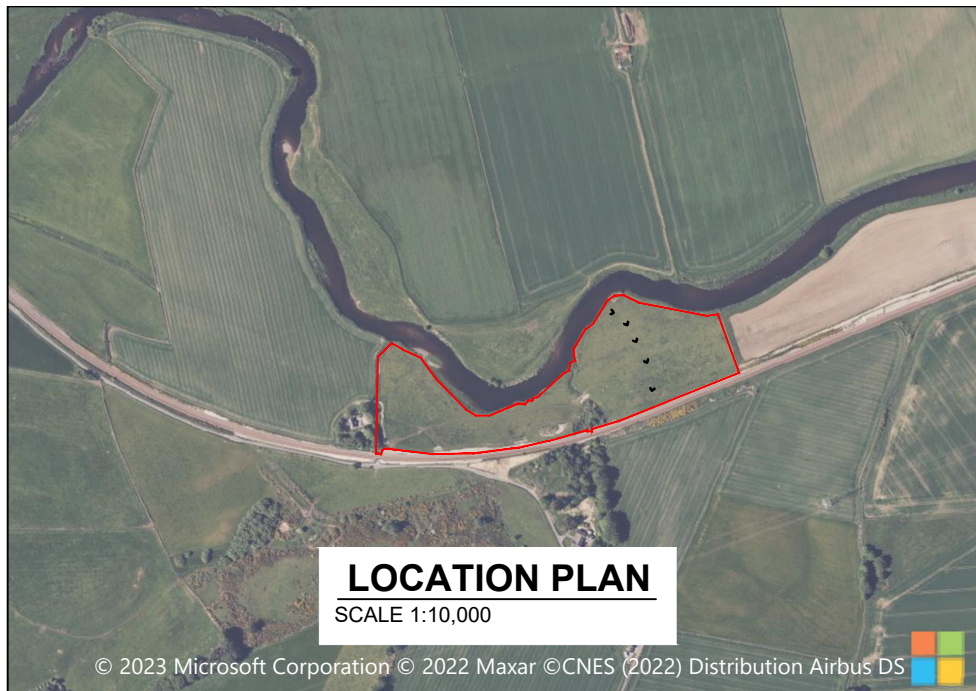 LOCATION PLAN
SCALE 1:10,000
© 2023 Microsoft Corporation © 2022 Maxar ©CNES (2022) Distribution Airbus DS